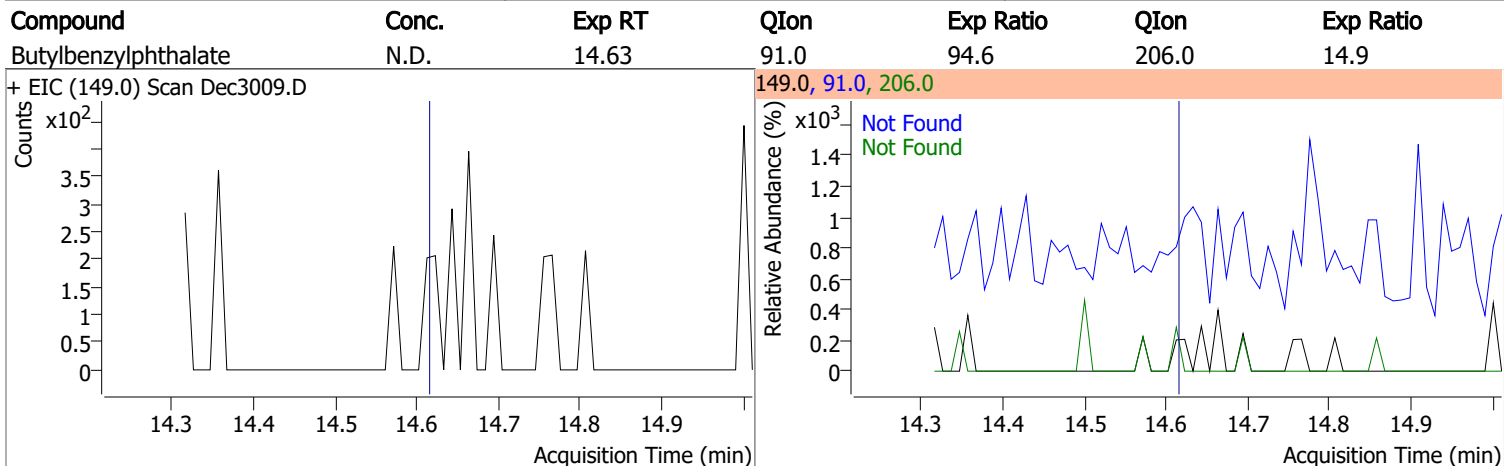 Compound Conc. Exp RT QIon Exp Ratio QIon Exp Ratio
Butylbenzylphthalate N.D. 14.63 91.0 94.6 206.0 14.9
+ EIC (149.0) Scan Dec3009.D
Counts
x10²
3.5
3
2.5
2
1.5
1
0.5
0
14.3 14.4 14.5 14.6 14.7 14.8 14.9
Acquisition Time (min)
149.0, 91.0, 206.0
Relative Abundance (%)
x10³
Not Found
Not Found
1.4
1.2
1
0.8
0.6
0.4
0.2
0
14.3 14.4 14.5 14.6 14.7 14.8 14.9
Acquisition Time (min)